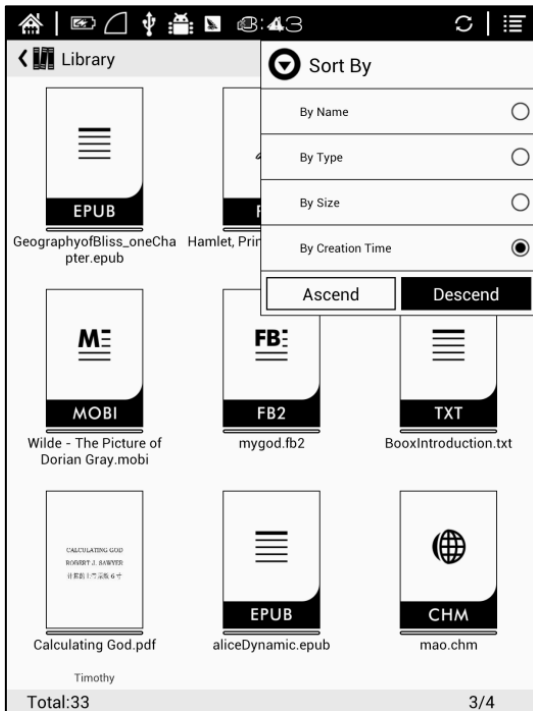 8:43
Library
Sort By
By Name
By Type
By Size
By Creation Time
Ascend
Descend
EPUB
GeographyofBliss_oneCha
pter.epub
Hamlet, Prin
M
MOBI
Wilde - The Picture of
Dorian Gray.mobi
FB
FB2
mygod.fb2
TXT
BooxIntroduction.txt
CALCULATING GOD
ROBERT J. SAWYER
Calculating God.pdf
Timothy
EPUB
aliceDynamic.epub
CHM
mao.chm
Total:33
3/4